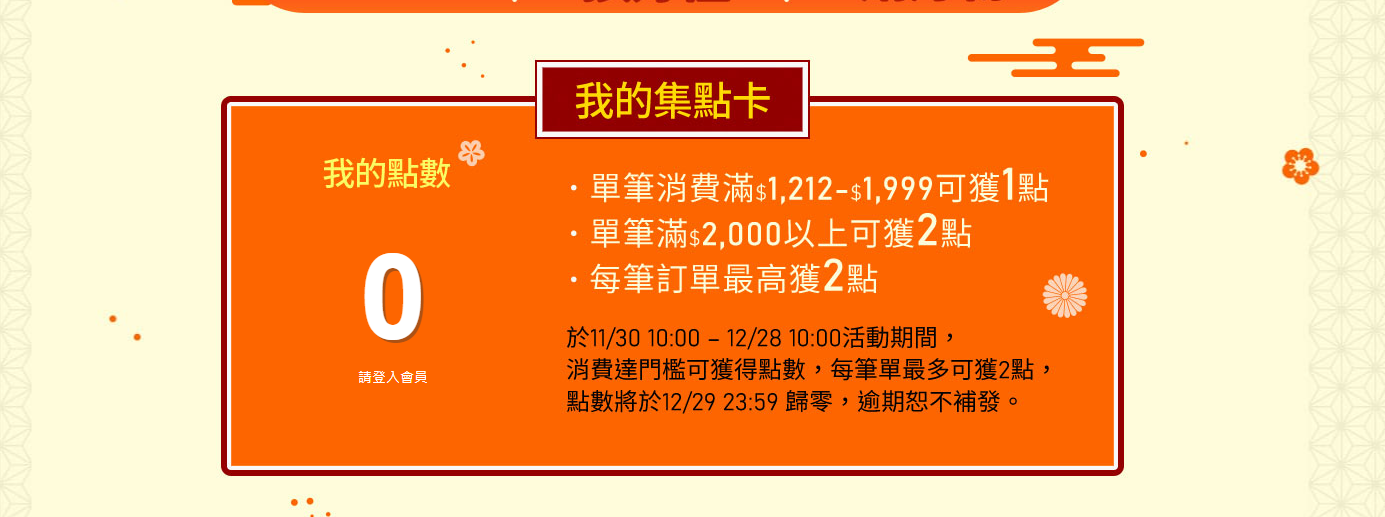 我的集點卡
我的點數
0
請登入會員
・單筆消費滿$1,212-$1,999可獲1點
・單筆滿$2,000以上可獲2點
・每筆訂單最高獲2點
於11/30 10:00 – 12/28 10:00活動期間，
消費達門檻可獲得點數，每筆單最多可獲2點，
點數將於12/29 23:59 歸零，逾期恕不補發。